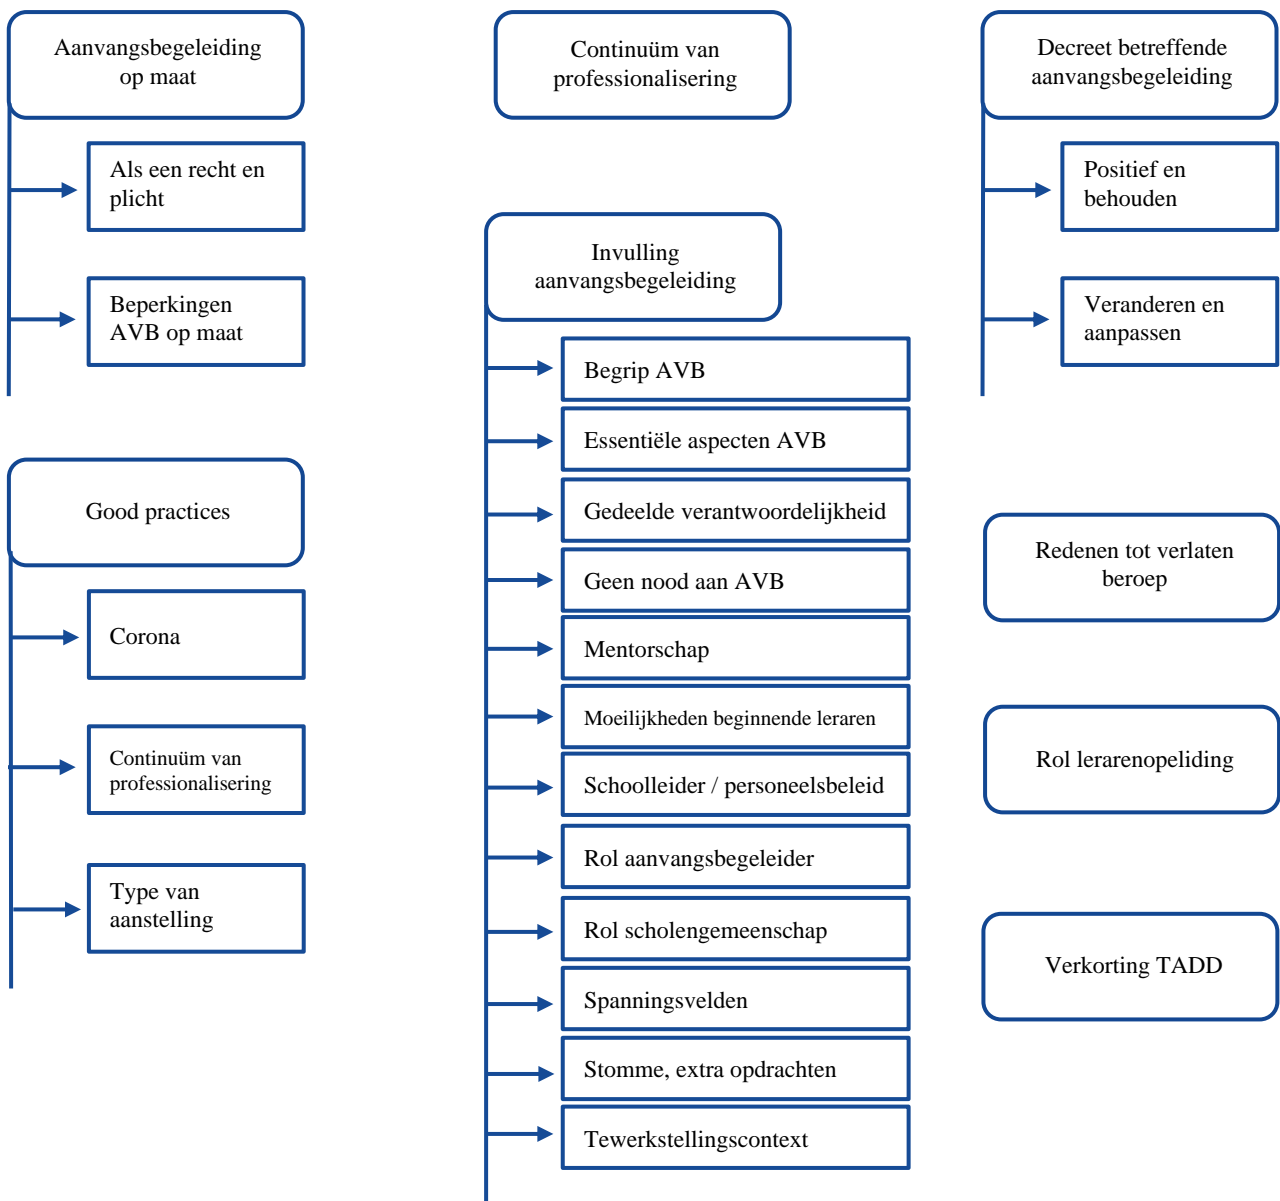 Aanvangsbegeleiding
op maat
Als een recht en
plicht
Beperkingen
AVB op maat
Good practices
Corona
Continuüm van
professionalisering
Type van
aanstelling
Continuüm van
professionalisering
Invulling
aanvangsbegeleiding
Begrip AVB
Essentiële aspecten AVB
Gedeelde verantwoordelijkheid
Geen nood aan AVB
Mentorschap
Moeilijkheden beginnende leraren
Schoolleider / personeelsbeleid
Rol aanvangsbegeleider
Rol scholengemeenschap
Spanningsvelden
Stomme, extra opdrachten
Tewerkstellingscontext
Decreet betreffende
aanvangsbegeleiding
Positief en
behouden
Veranderen en
aanpassen
Redenen tot verlaten
beroep
Rol lerarenopeliding
Verkorting TADD